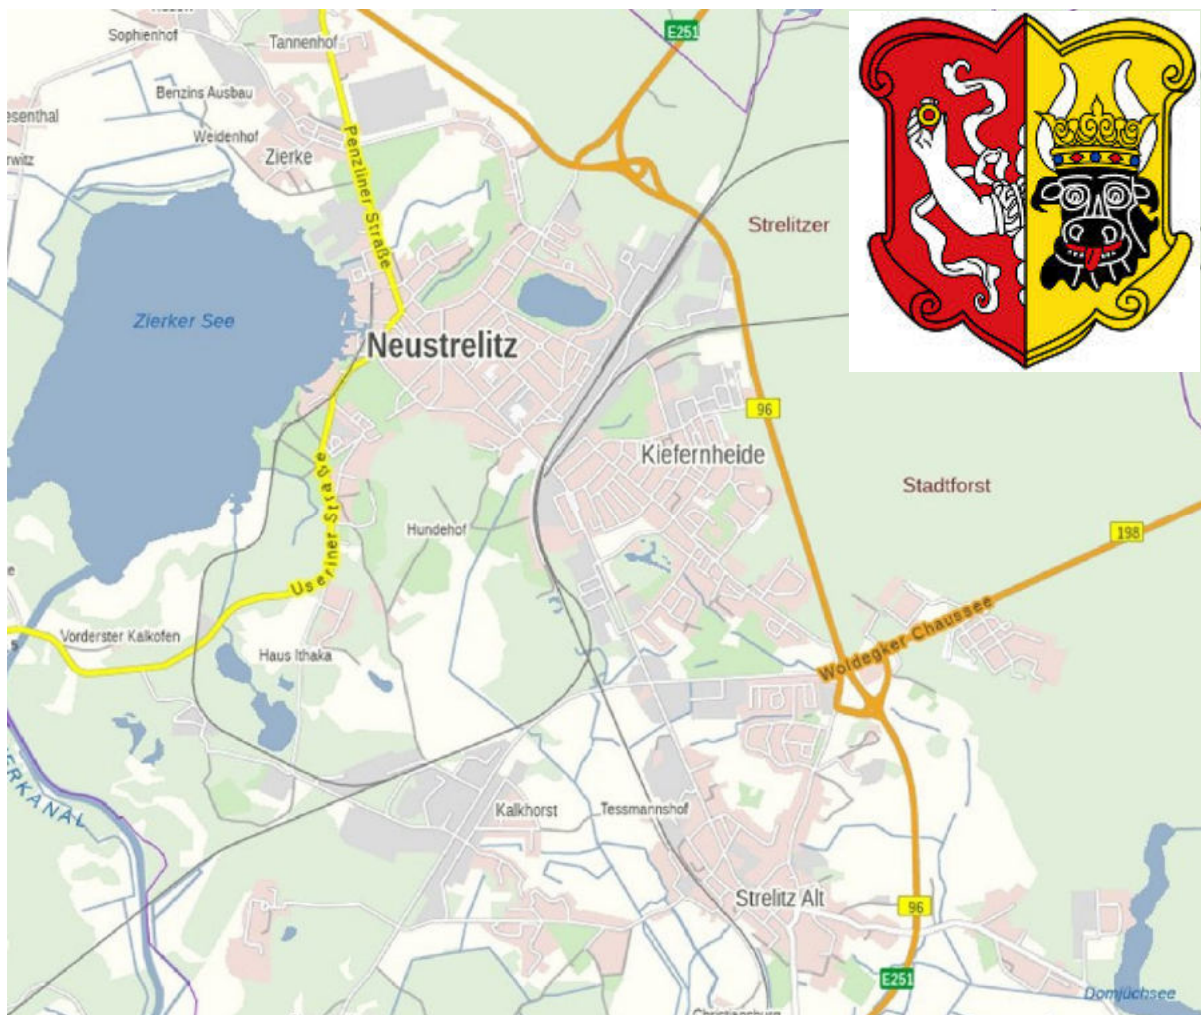 Sophienhof
Tannenhof
E251
Benzins Ausbau
esenthal
Weidenhof
rwitz
Zierke
Penzliner Straße
Strelitzer
Zierker See
Neustrelitz
96
Kiefernheide
Stadtforst
Useriner Straße
Hundehof
198
Woldegker Chaussee
Vorderster Kalkofen
Haus Ithaka
ERKANAL
Kalkhorst
Tessmannshof
Strelitz Alt
96
E251
Domjüchsee